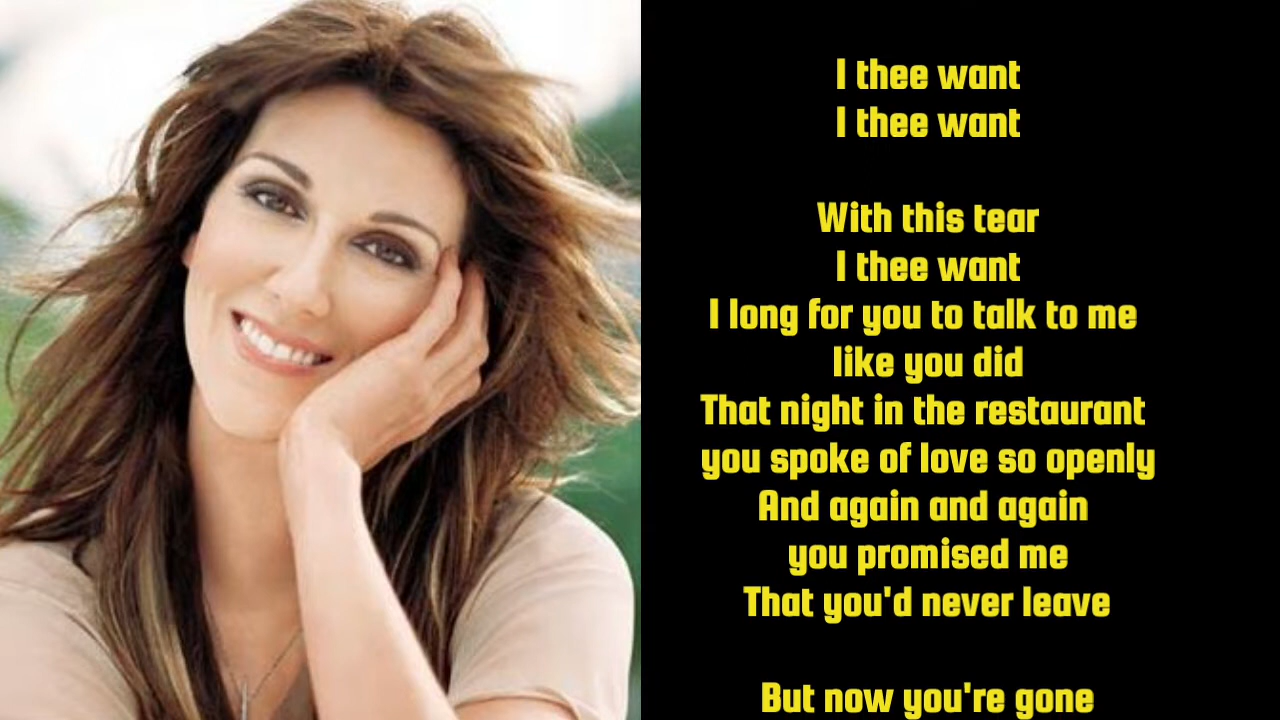 I thee want
I thee want
With this tear
I thee want
I long for you to talk to me
like you did
That night in the restaurant
you spoke of love so openly
And again and again
you promised me
That you'd never leave
But now you're gone